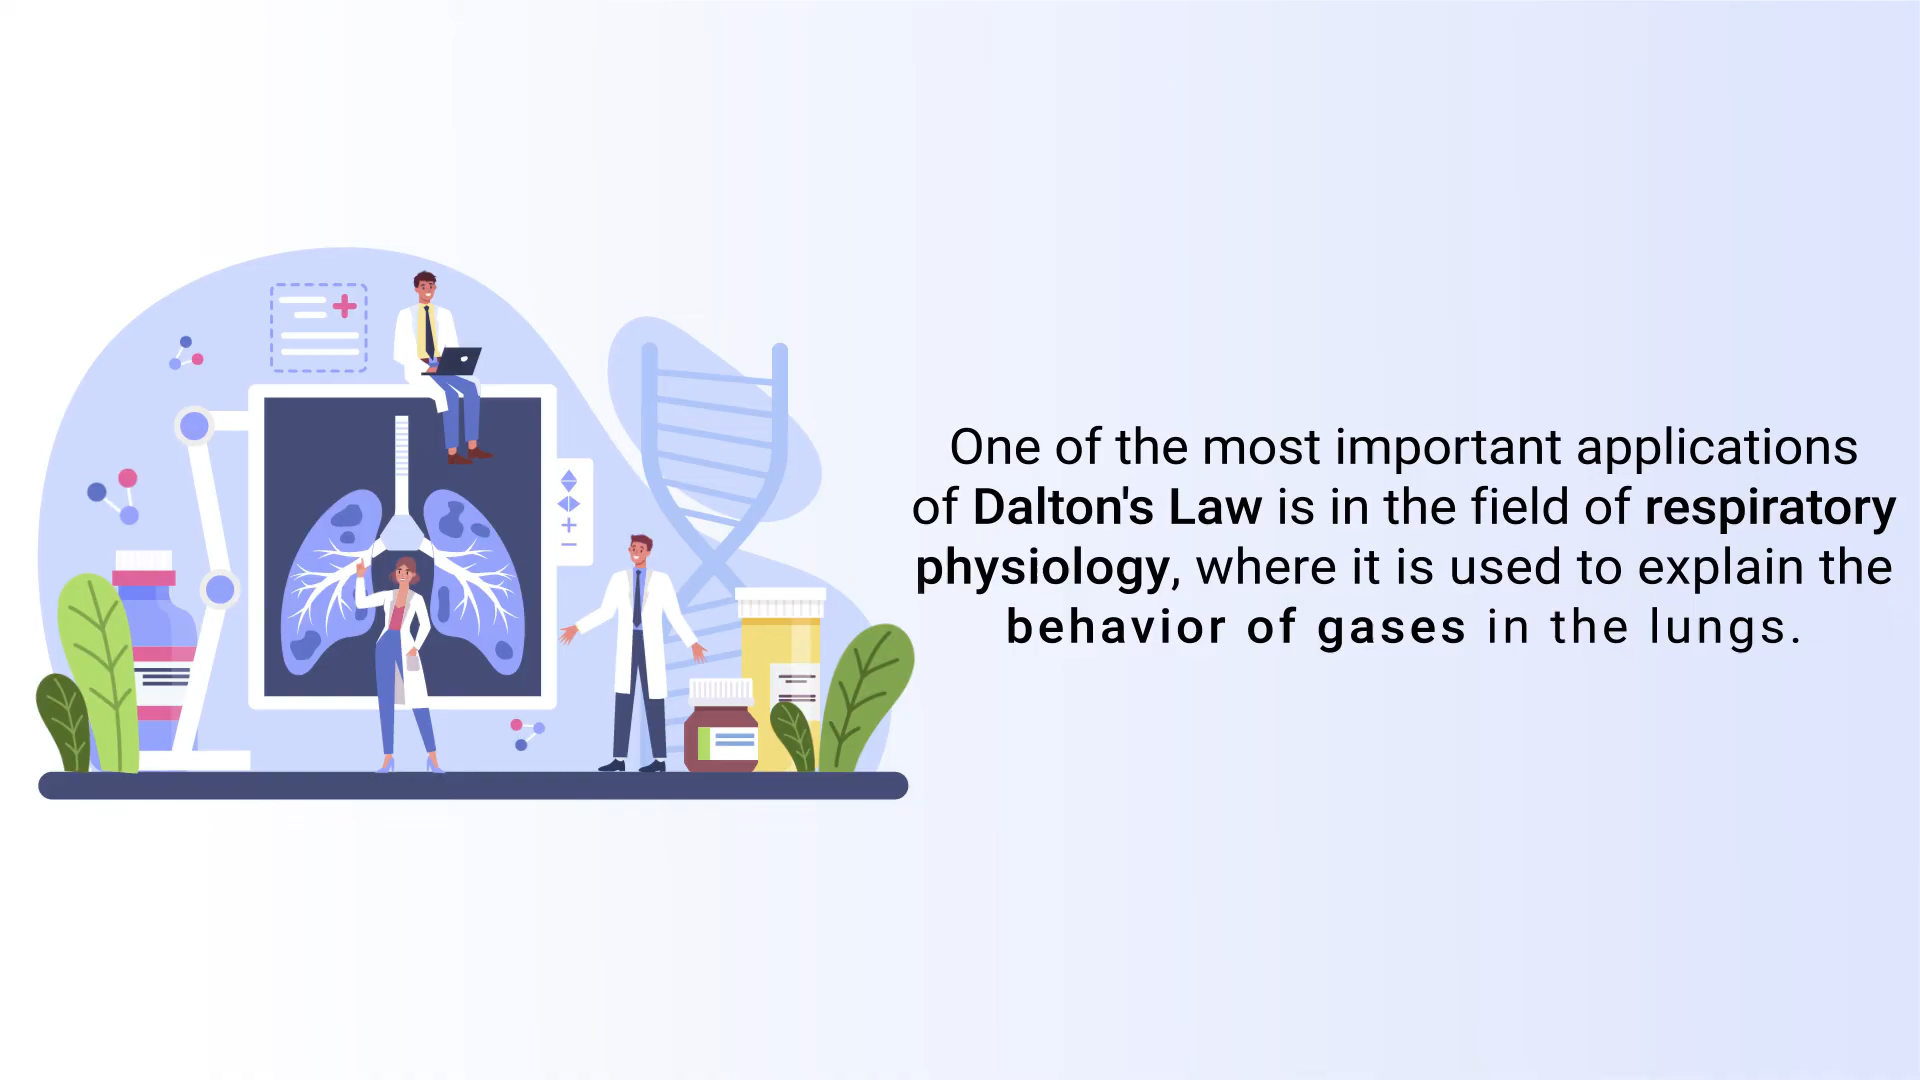 One of the most important applications
of Dalton's Law is in the field of respiratory
physiology, where it is used to explain the
behavior of gases in the lungs.